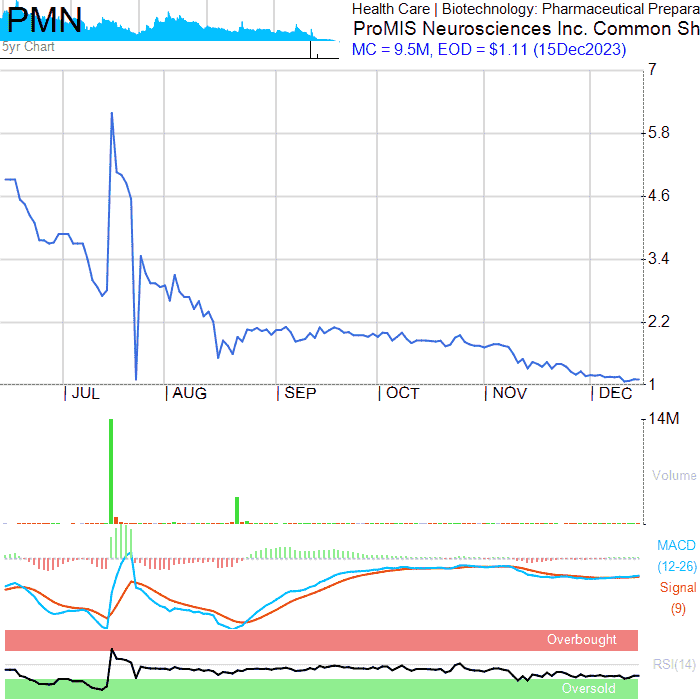 PMN
5yr Chart
Health Care | Biotechnology: Pharmaceutical Prepara
ProMIS Neurosciences Inc. Common Sh
MC = 9.5M, EOD = $1.11 (15Dec2023)
7
5.8
4.6
3.4
2.2
1
JUL AUG SEP OCT NOV DEC
14M
Volume
MACD
(12-26)
Signal
(9)
Overbought
RSI(14)
Oversold